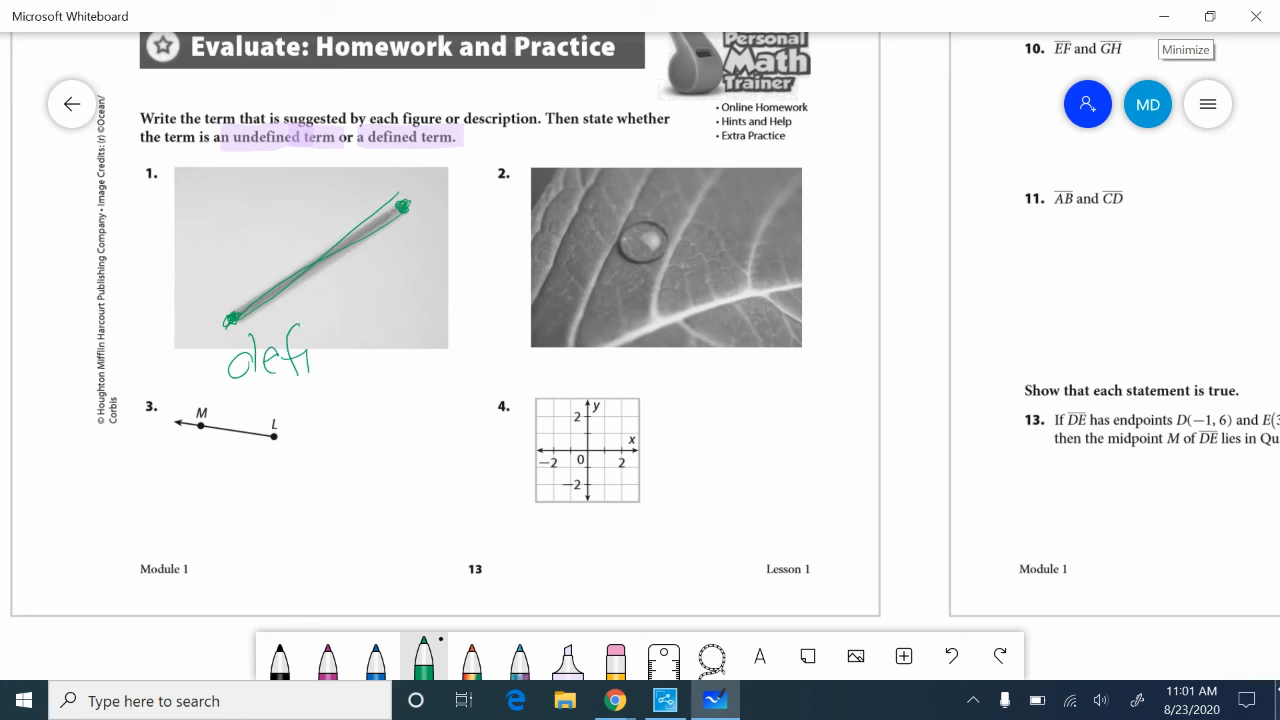 Microsoft Whiteboard
Evaluate: Homework and Practice
Personal
Math
Trainer
• Online Homework
• Hints and Help
• Extra Practice
Write the term that is suggested by each figure or description. Then state whether
the term is an undefined term or a defined term.
1.
2.
defi
3.
M
L
4.
y
2
x
−2
0
2
−2
© Houghton Mifflin Harcourt Publishing Company • Image Credits: (r) ©Ocean/
Corbis
Module 1
13
Lesson 1
10. EF and GH
Minimize
MD
11. AB and CD
Show that each statement is true.
13. If DE has endpoints D(−1, 6) and E(3
then the midpoint M of DE lies in Qu
Module 1
A
Type here to search
11:01 AM
8/23/2020